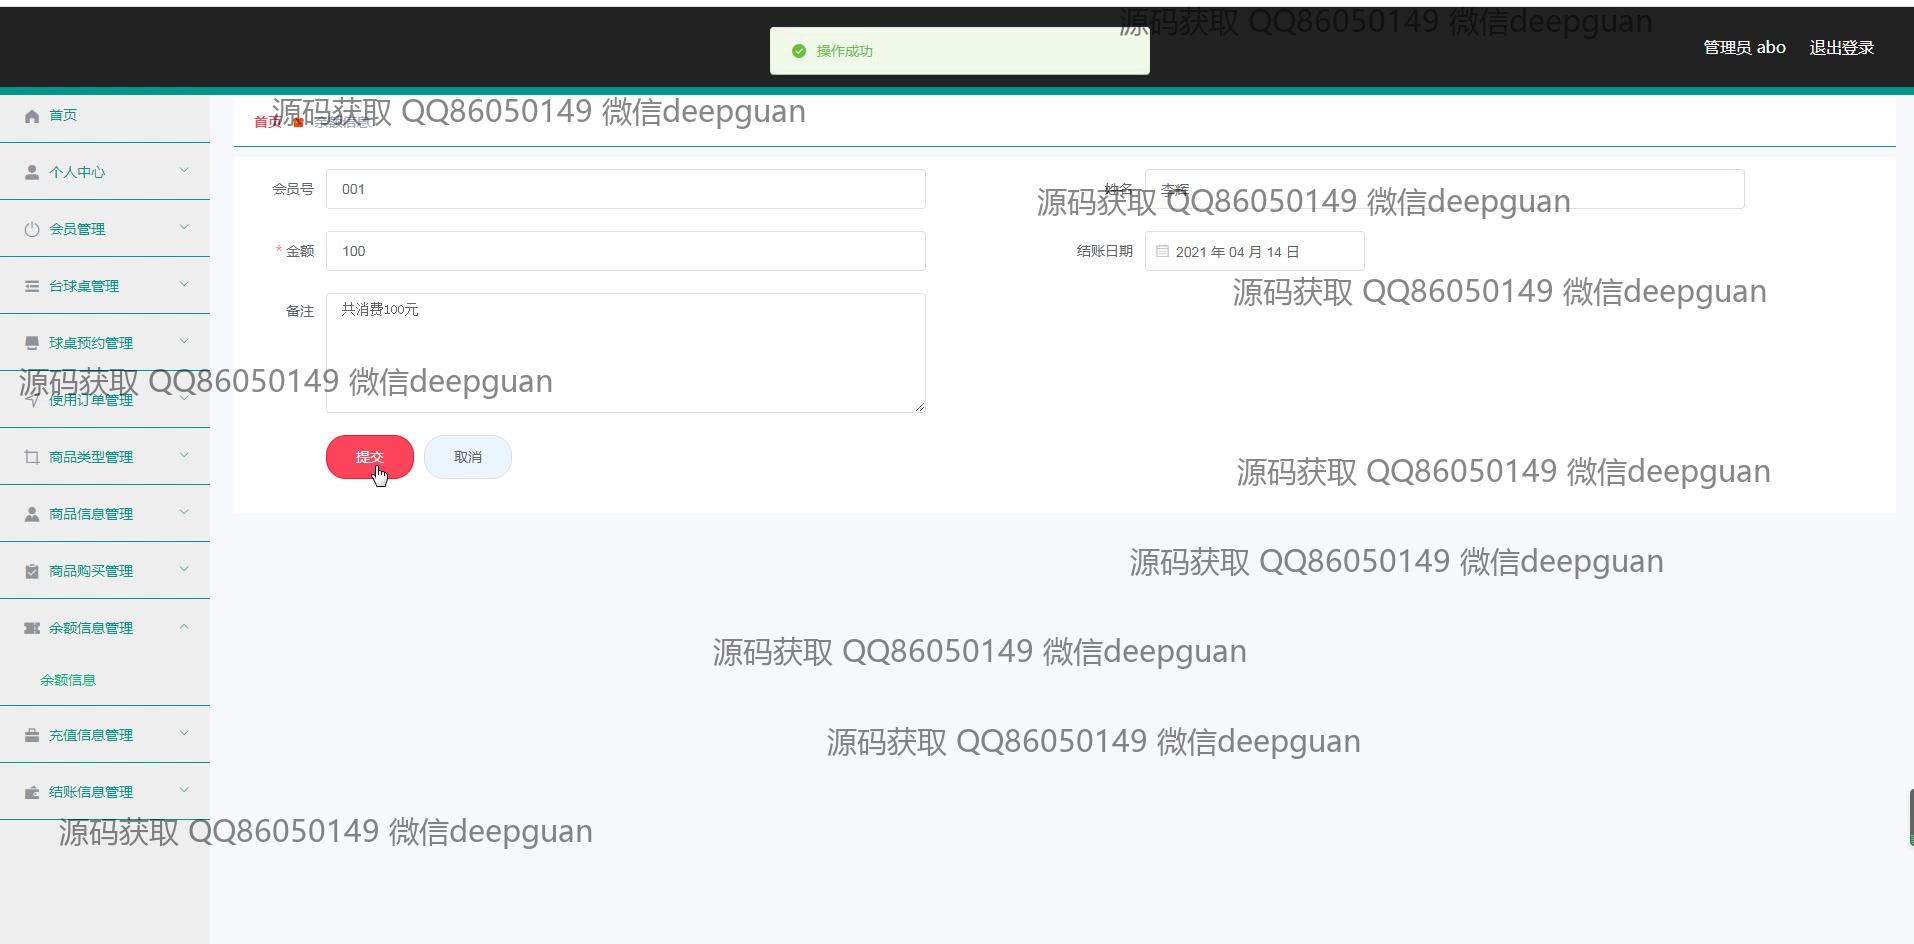 源码获取 QQ86050149 微信deepguan
操作成功
管理员 abo 退出登录
首页
源码获取 QQ86050149 微信deepguan
首页 余额信息
个人中心
会员号 001
姓名 李辉
源码获取 QQ86050149 微信deepguan
会员管理
* 金额 100
结账日期 2021 年 04 月 14 日
台球桌管理
源码获取 QQ86050149 微信deepguan
备注 共消费100元
球桌预约管理
源码获取 QQ86050149 微信deepguan
使用订单管理
商品类型管理
提交 取消
源码获取 QQ86050149 微信deepguan
商品信息管理
源码获取 QQ86050149 微信deepguan
商品购买管理
余额信息管理
源码获取 QQ86050149 微信deepguan
余额信息
充值信息管理
源码获取 QQ86050149 微信deepguan
结账信息管理
源码获取 QQ86050149 微信deepguan